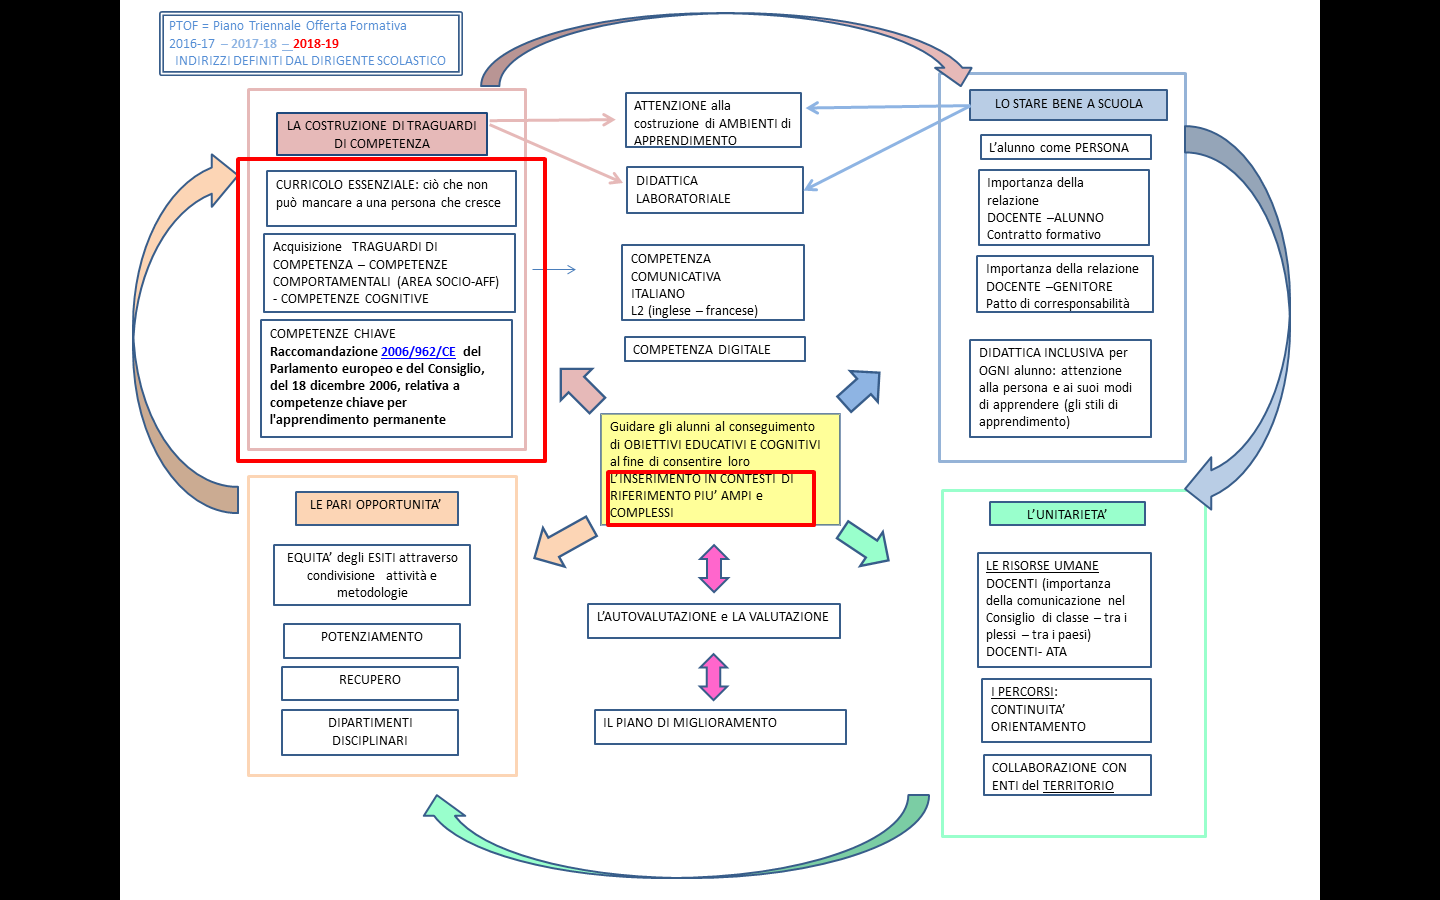 PTOF = Piano Triennale Offerta Formativa
2016-17 – 2017-18 – 2018-19
INDIRIZZI DEFINITI DAL DIRIGENTE SCOLASTICO
LA COSTRUZIONE DI TRAGUARDI
DI COMPETENZA
CURRICOLO ESSENZIALE: ciò che non
può mancare a una persona che cresce
Acquisizione TRAGUARDI DI
COMPETENZA – COMPETENZE
COMPORTAMENTALI (AREA SOCIO-AFF)
- COMPETENZE COGNITIVE
COMPETENZE CHIAVE
Raccomandazione 2006/962/CE del
Parlamento europeo e del Consiglio,
del 18 dicembre 2006, relativa a
competenze chiave per
l'apprendimento permanente
ATTENZIONE alla
costruzione di AMBIENTI di
APPRENDIMENTO
DIDATTICA
LABORATORIALE
COMPETENZA
COMUNICATIVA
ITALIANO
L2 (inglese – francese)
COMPETENZA DIGITALE
LO STARE BENE A SCUOLA
L’alunno come PERSONA
Importanza della
relazione
DOCENTE –ALUNNO
Contratto formativo
Importanza della relazione
DOCENTE –GENITORE
Patto di corresponsabilità
DIDATTICA INCLUSIVA per
OGNI alunno: attenzione
alla persona e ai suoi modi
di apprendere (gli stili di
apprendimento)
Guidare gli alunni al conseguimento
di OBIETTIVI EDUCATIVI E COGNITIVI
al fine di consentire loro
L’INSERIMENTO IN CONTESTI DI
RIFERIMENTO PIU’ AMPI e
COMPLESSI
LE PARI OPPORTUNITA’
EQUITA’ degli ESITI attraverso
condivisione attività e
metodologie
POTENZIAMENTO
RECUPERO
DIPARTIMENTI
DISCIPLINARI
L’AUTOVALUTAZIONE e LA VALUTAZIONE
IL PIANO DI MIGLIORAMENTO
L’UNITARIETA’
LE RISORSE UMANE
DOCENTI (importanza
della comunicazione nel
Consiglio di classe – tra i
plessi – tra i paesi)
DOCENTI- ATA
I PERCORSI:
CONTINUITA’
ORIENTAMENTO
COLLABORAZIONE CON
ENTI del TERRITORIO